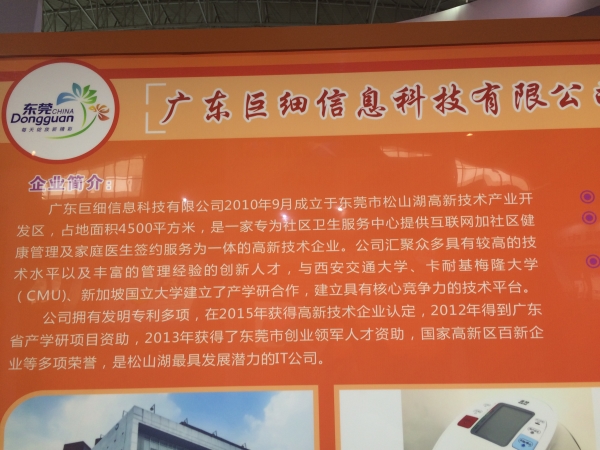 东莞
CHINA
Dongguan
每天绽放新精彩
广东巨细信息科技有限公司
企业简介:
广东巨细信息科技有限公司2010年9月成立于东莞市松山湖高新技术产业开
发区，占地面积4500平方米，是一家专为社区卫生服务中心提供互联网加社区健
康管理及家庭医生签约服务为一体的高新技术企业。公司汇聚众多具有较高的技
术水平以及丰富的管理经验的创新人才，与西安交通大学、卡耐基梅隆大学
（CMU)、新加坡国立大学建立了产学研合作，建立具有核心竞争力的技术平台。
公司拥有发明专利多项，在2015年获得高新技术企业认定，2012年得到广东
省产学研项目资助，2013年获得了东莞市创业领军人才资助，国家高新区百新企
业等多项荣誉，是松山湖最具发展潜力的IT公司。